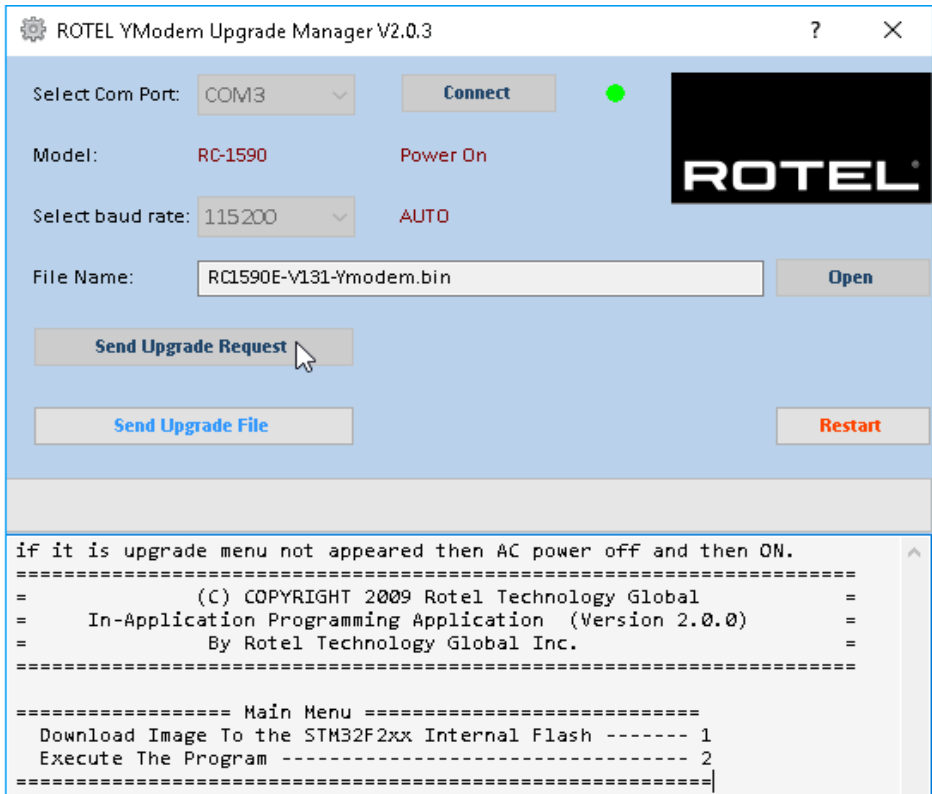 ROTEL YModem Upgrade Manager V2.0.3 ?
Select Com Port: COM3 Connect
Model: RC-1590 Power On
ROTEL
Select baud rate: 115200 AUTO
File Name: RC1590E-V131-Ymodem.bin Open
Send Upgrade Request
Send Upgrade File Restart
if it is upgrade menu not appeared then AC power off and then ON.
======================================================================
= (C) COPYRIGHT 2009 Rotel Technology Global =
= In-Application Programming Application (Version 2.0.0) =
= By Rotel Technology Global Inc. =
======================================================================
================== Main Menu ============================
Download Image To the STM32F2xx Internal Flash ------- 1
Execute The Program ---------------------------------- 2
==========================================================